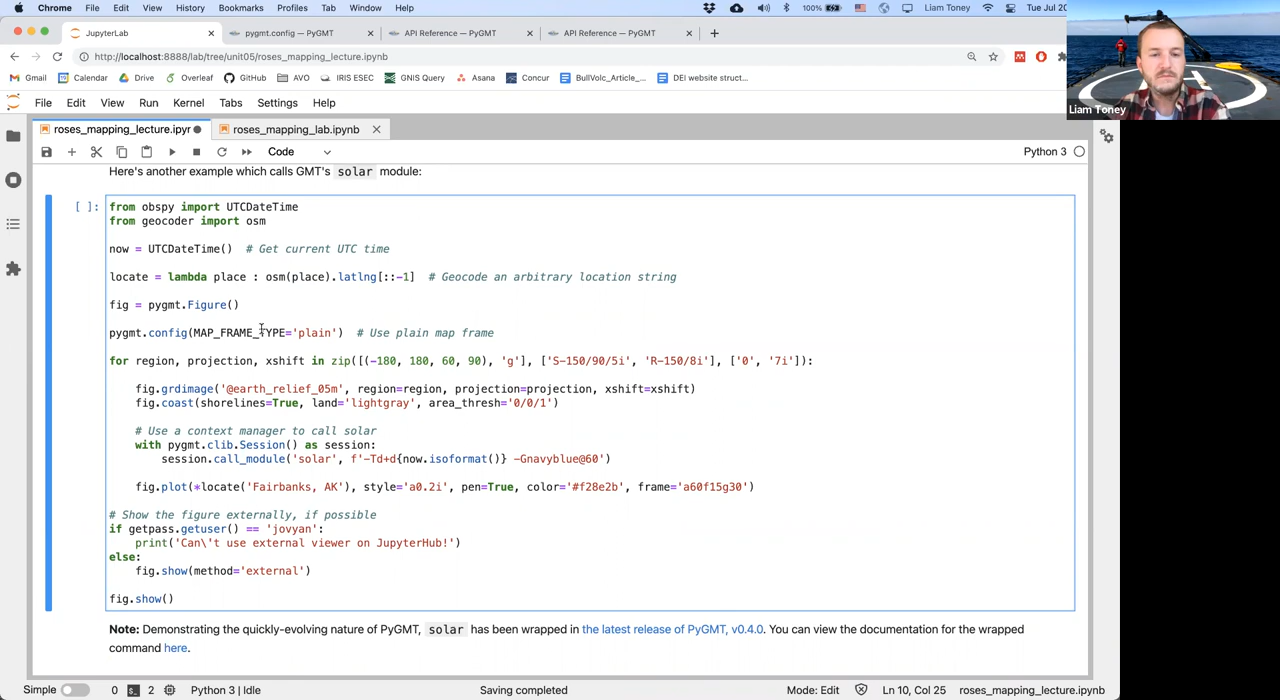 Chrome File Edit View History Bookmarks Profiles Tab Window Help 100% Liam Toney Tue Jul 20
JupyterLab pygmt.config — PyGMT API Reference — PyGMT API Reference — PyGMT
http://localhost:8888/lab/tree/unit05/roses_mapping_lecture.ipynb
Gmail Calendar Drive Overleaf GitHub AVO IRIS ESEC GNIS Query Asana Concur BullVolc_Article_... DEI website struct...
Liam Toney
File Edit View Run Kernel Tabs Settings Help
roses_mapping_lecture.ipyr roses_mapping_lab.ipynb
Code Python 3
Here's another example which calls GMT's solar module:
[ ]: from obspy import UTCDateTime
from geocoder import osm
now = UTCDateTime() # Get current UTC time
locate = lambda place : osm(place).latlng[::-1] # Geocode an arbitrary location string
fig = pygmt.Figure()
pygmt.config(MAP_FRAME_TYPE='plain') # Use plain map frame
for region, projection, xshift in zip([(-180, 180, 60, 90), 'g'], ['S-150/90/5i', 'R-150/8i'], ['0', '7i']):
fig.grdimage('@earth_relief_05m', region=region, projection=projection, xshift=xshift)
fig.coast(shorelines=True, land='lightgray', area_thresh='0/0/1')
# Use a context manager to call solar
with pygmt.clib.Session() as session:
session.call_module('solar', f'-Td+d{now.isoformat()} -Gnavyblue@60')
fig.plot(*locate('Fairbanks, AK'), style='a0.2i', pen=True, color='#f28e2b', frame='a60f15g30')
# Show the figure externally, if possible
if getpass.getuser() == 'jovyan':
print('Can\'t use external viewer on JupyterHub!')
else:
fig.show(method='external')
fig.show()
Note: Demonstrating the quickly-evolving nature of PyGMT, solar has been wrapped in the latest release of PyGMT, v0.4.0. You can view the documentation for the wrapped
command here.
Simple 0 2 Python 3 | Idle Saving completed Mode: Edit Ln 10, Col 25 roses_mapping_lecture.ipynb